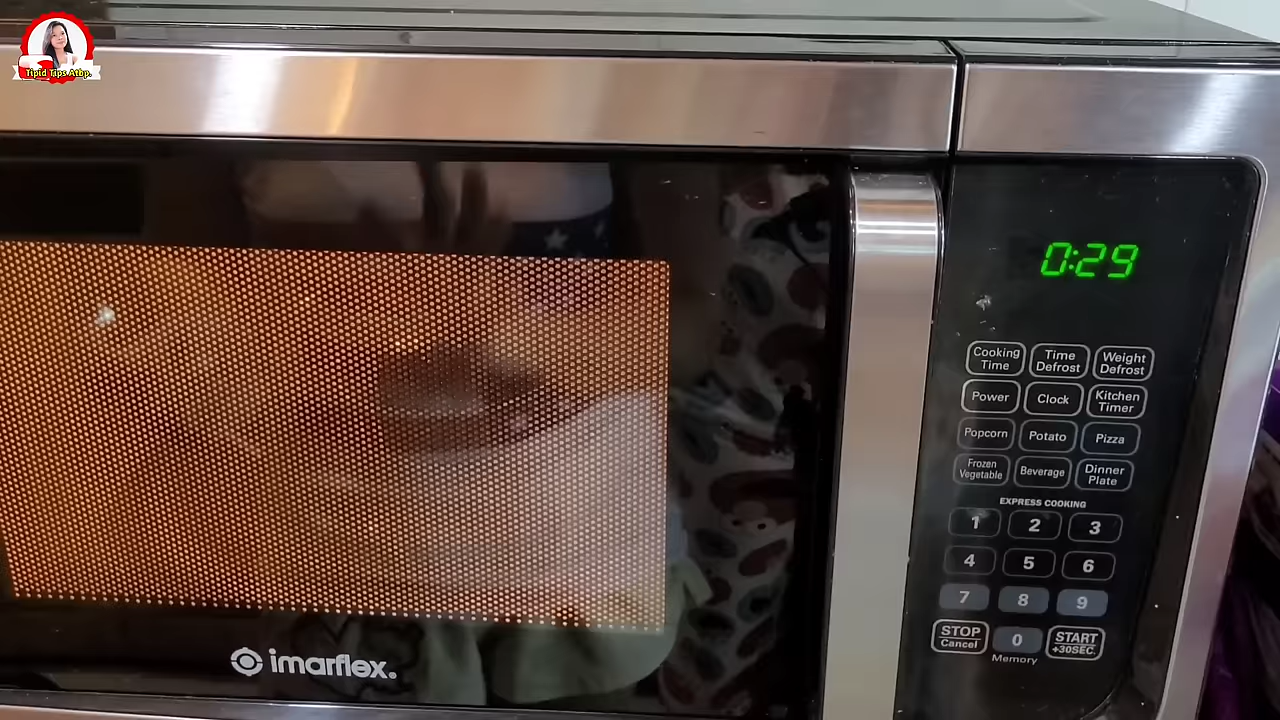 Tipid Tips Atbp.
0:29
Cooking Time
Time Defrost
Weight Defrost
Power
Clock
Kitchen Timer
Popcorn
Potato
Pizza
Frozen Vegetable
Beverage
Dinner Plate
EXPRESS COOKING
1 2 3
4 5 6
7 8 9
STOP Cancel
0
START +30SEC.
Memory
imarflex.